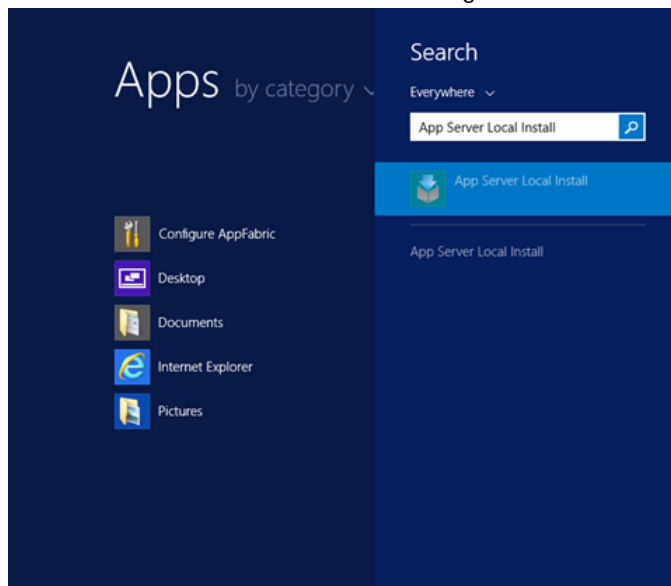 Apps by category
Configure AppFabric
Desktop
Documents
Internet Explorer
Pictures
Search
Everywhere
App Server Local Install
App Server Local Install
App Server Local Install